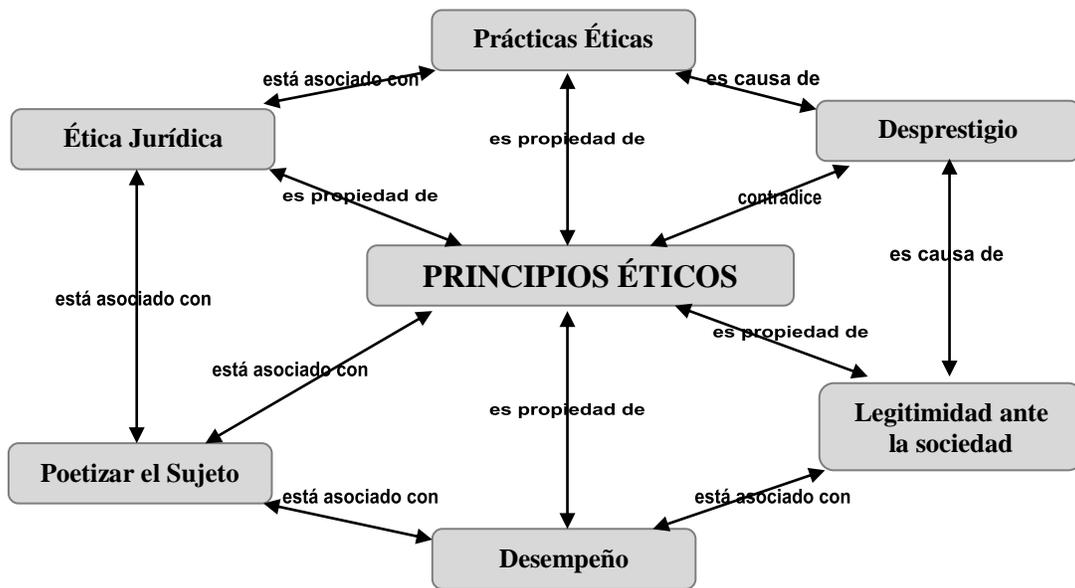 Prácticas Éticas
está asociado con
es causa de
Ética Jurídica
Desprestigio
es propiedad de
es propiedad de
contradice
es causa de
PRINCIPIOS ÉTICOS
está asociado con
es propiedad de
está asociado con
es propiedad de
Legitimidad ante
la sociedad
Poetizar el Sujeto
está asociado con
está asociado con
Desempeño